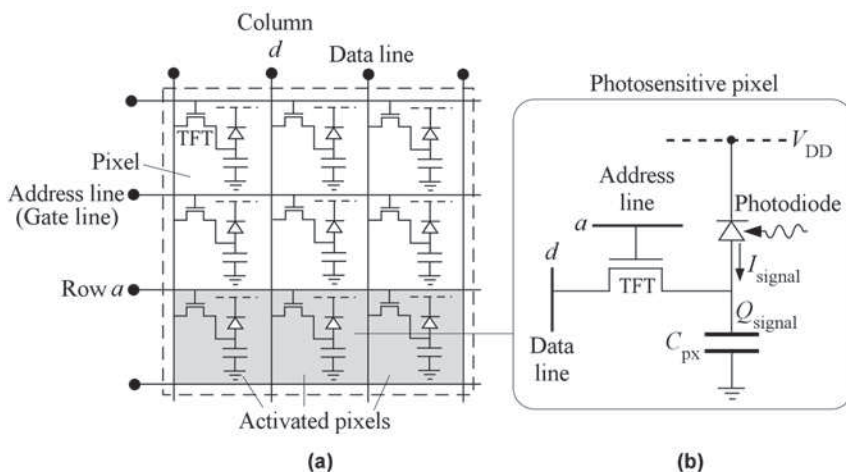 Column
d
Data line
TFT
Pixel
Address line
(Gate line)
Row a
Activated pixels
(a)
Photosensitive pixel
V_DD
Address
line
Photodiode
a
d
I_signal
TFT
Q_signal
C_px
Data
line
(b)